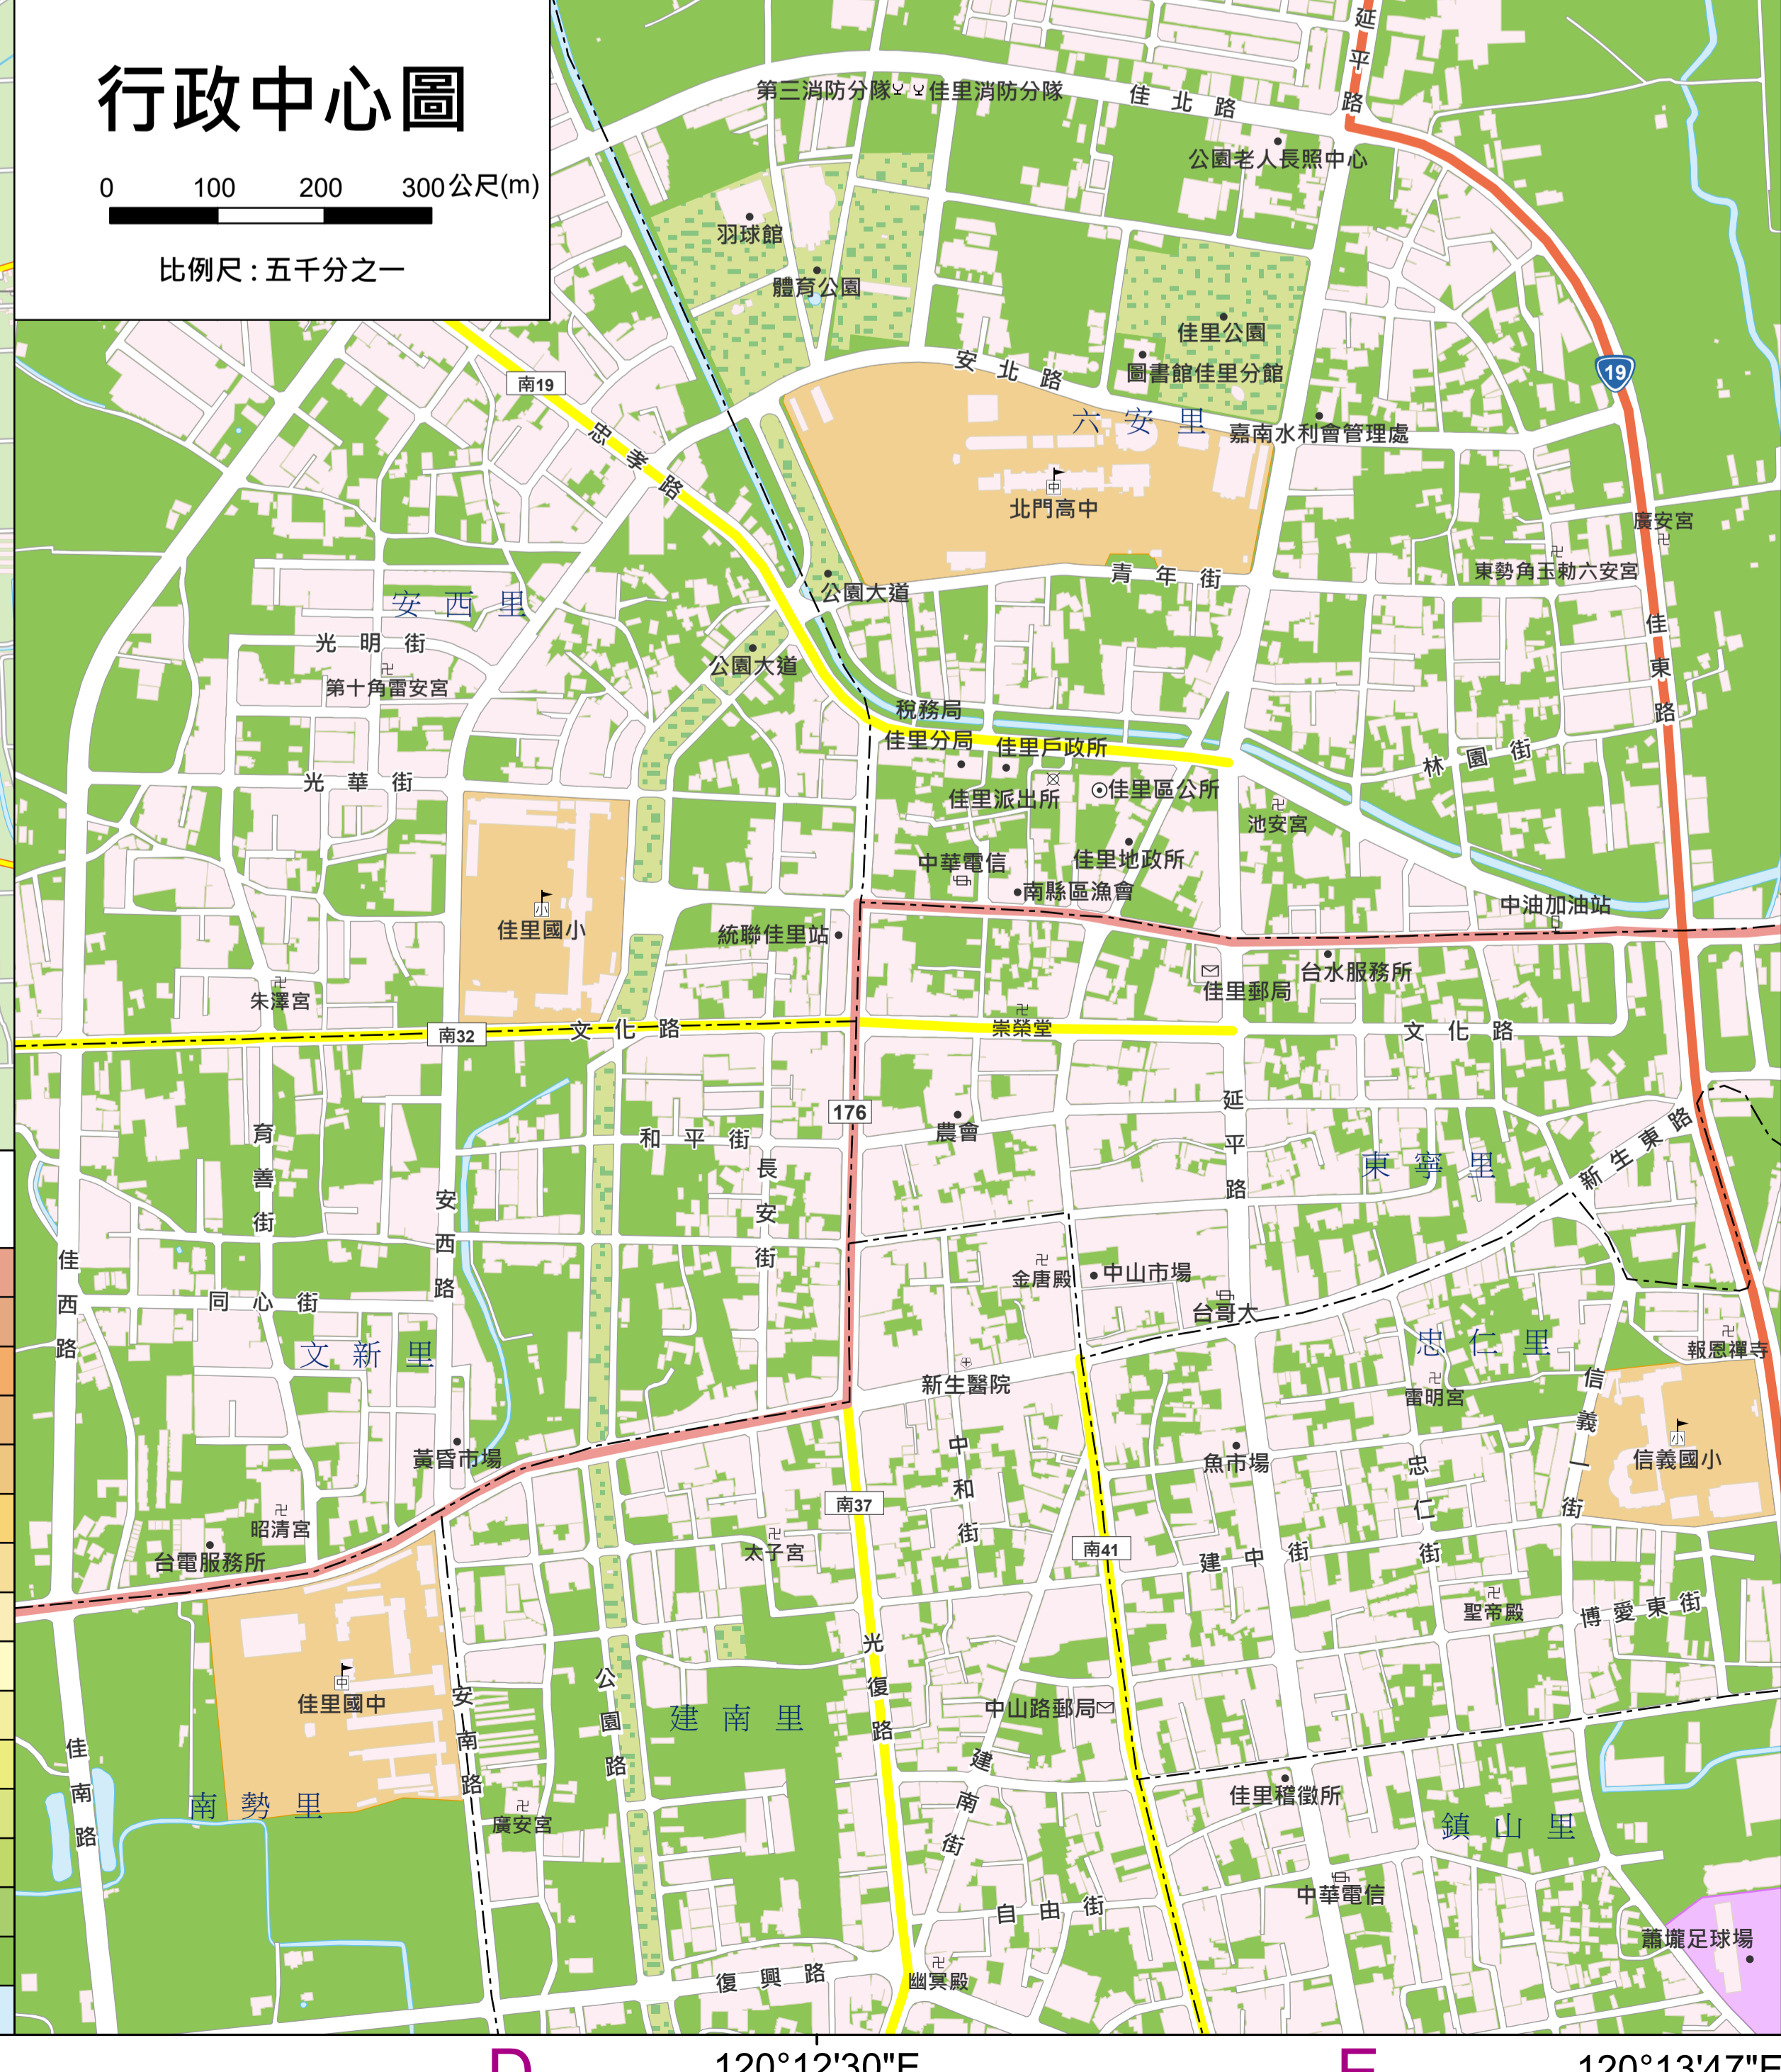 行政中心圖
0 100 200 300公尺(m)
比例尺：五千分之一
延平路
第三消防分隊
佳里消防分隊
佳北路
公園老人長照中心
羽球館
體育公園
佳里公園
圖書館佳里分館
19
南19
安北路
六安里
嘉南水利會管理處
忠孝路
中
北門高中
廣安宮
東勢角玉勅六安宮
青年街
公園大道
安西里
光明街
第十角雷安宮
公園大道
佳東路
稅務局
佳里分局
佳里戶政所
林園街
光華街
佳里派出所
佳里區公所
池安宮
中華電信
佳里地政所
南縣區漁會
小
佳里國小
統聯佳里站
中油加油站
台水服務所
佳里郵局
朱澤宮
南32
文化路
崇榮堂
文化路
176
農會
延平路
和平街
育善街
長安街
東寧里
新生東路
安西路
佳西路
金唐殿
中山市場
台哥大
同心街
文新里
忠仁里
報恩禪寺
新生醫院
雷明宮
信義一街
小
信義國小
黃昏市場
中和街
魚市場
忠仁街
南37
昭清宮
台電服務所
太子宮
南41
建中街
聖帝殿
博愛東街
光復路
中
佳里國中
公園路
安南路
建南里
中山路郵局
佳南路
建南街
佳里稽徵所
南勢里
廣安宮
鎮山里
中華電信
自由街
蕭壠足球場
復興路
幽冥殿
D
120°12'30"E
E
120°13'47"E